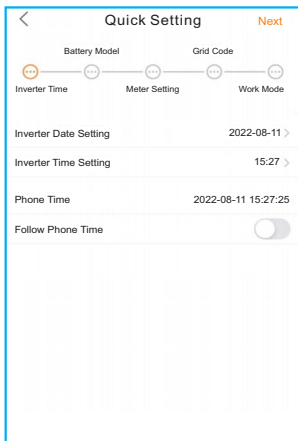 Quick Setting Next
Battery Model Grid Code
Inverter Time Meter Setting Work Mode
Inverter Date Setting 2022-08-11
Inverter Time Setting 15:27
Phone Time 2022-08-11 15:27:25
Follow Phone Time